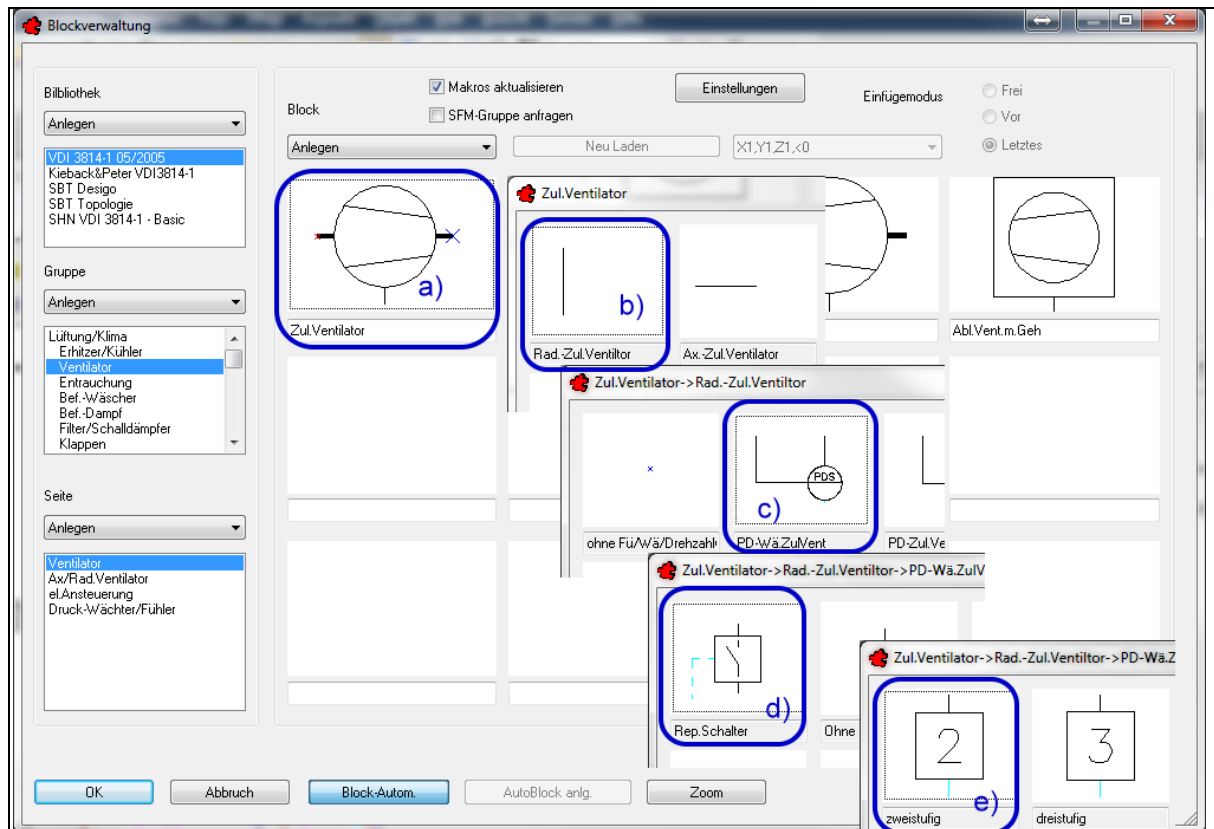 Blockverwaltung
Bilbliothek
Anlegen
VDI 3814-1 05/2005
Kieback&Peter VDI3814-1
SBT Desigo
SBT Topologie
SHN VDI 3814-1 - Basic
Gruppe
Anlegen
Lüftung/Klima
Erhitzer/Kühler
Ventilator
Entrauchung
Bef.-Wäscher
Bef.-Dampf
Filter/Schalldämpfer
Klappen
Seite
Anlegen
Ventilator
Ax/Rad.Ventilator
el.Ansteuerung
Druck-Wächter/Fühler
Block
Makros aktualisieren
SFM-Gruppe anfragen
Einstellungen
Einfügemodus
Frei
Vor
Letztes
Anlegen
Neu Laden
X1,Y1,Z1,<0
a)
Zul.Ventilator
Abl.Vent.m.Geh
Zul.Ventilator
b)
Rad.-Zul.Ventiltor
Ax.-Zul.Ventilator
Zul.Ventilator->Rad.-Zul.Ventiltor
PDS
c)
ohne Fü/Wä/Drehzahl
PD-Wä.ZulVent
PD-Zul.Ve
Zul.Ventilator->Rad.-Zul.Ventiltor->PD-Wä.ZulV
d)
Rep.Schalter
Ohne
Zul.Ventilator->Rad.-Zul.Ventiltor->PD-Wä.Z
2
3
e)
zweistufig
dreistufig
OK
Abbruch
Block-Autom.
AutoBlock anlg.
Zoom